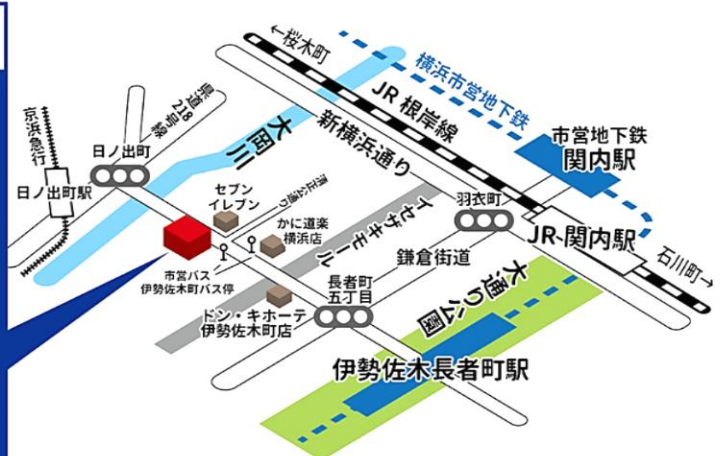 ←桜木町
横浜市営地下鉄
JR 根岸線
新横浜通り
市営地下鉄
関内駅
京浜急行
県道
218
号線
大岡川
日ノ出町
日ノ出町駅
セブン
イレブン
清正公通り
羽衣町
かに道楽
横浜店
イセザキモール
JR 関内駅
鎌倉街道
石川町→
市営バス
伊勢佐木町バス停
長者町
五丁目
大通り公園
ドン・キホーテ
伊勢佐木町店
伊勢佐木長者町駅